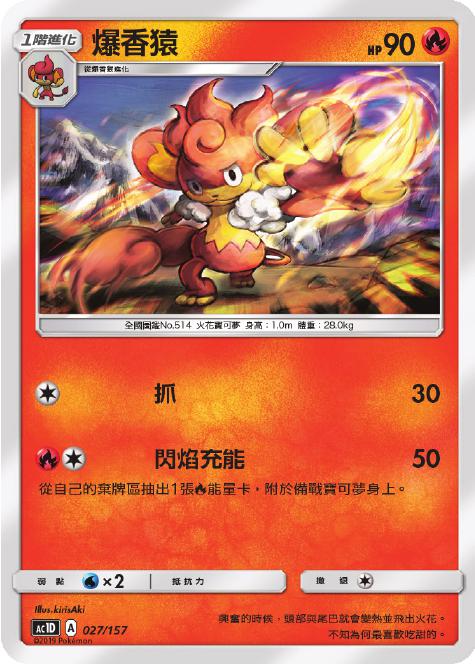 1階進化
爆香猿
HP 90
從爆香猴進化
全國圖鑑No.514 火花寶可夢 身高：1.0m 體重：28.0kg
抓 30
閃焰充能 50
從自己的棄牌區抽出1張能量卡，附於備戰寶可夢身上。
弱點 ×2 抵抗力 撤退
Illus.kirisAki
AC1D A 027/157
©2019 Pokémon
興奮的時候，頭部與尾巴就會變熱並飛出火花。
不知為何最喜歡吃甜的。